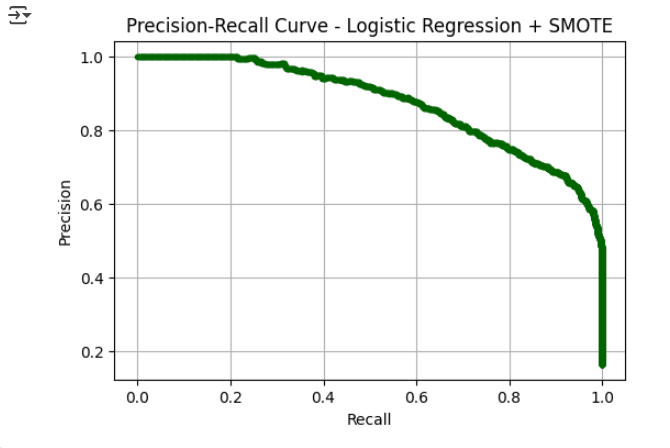 Precision-Recall Curve - Logistic Regression + SMOTE
1.0
0.8
0.6
0.4
0.2
Precision
0.0 0.2 0.4 0.6 0.8 1.0
Recall